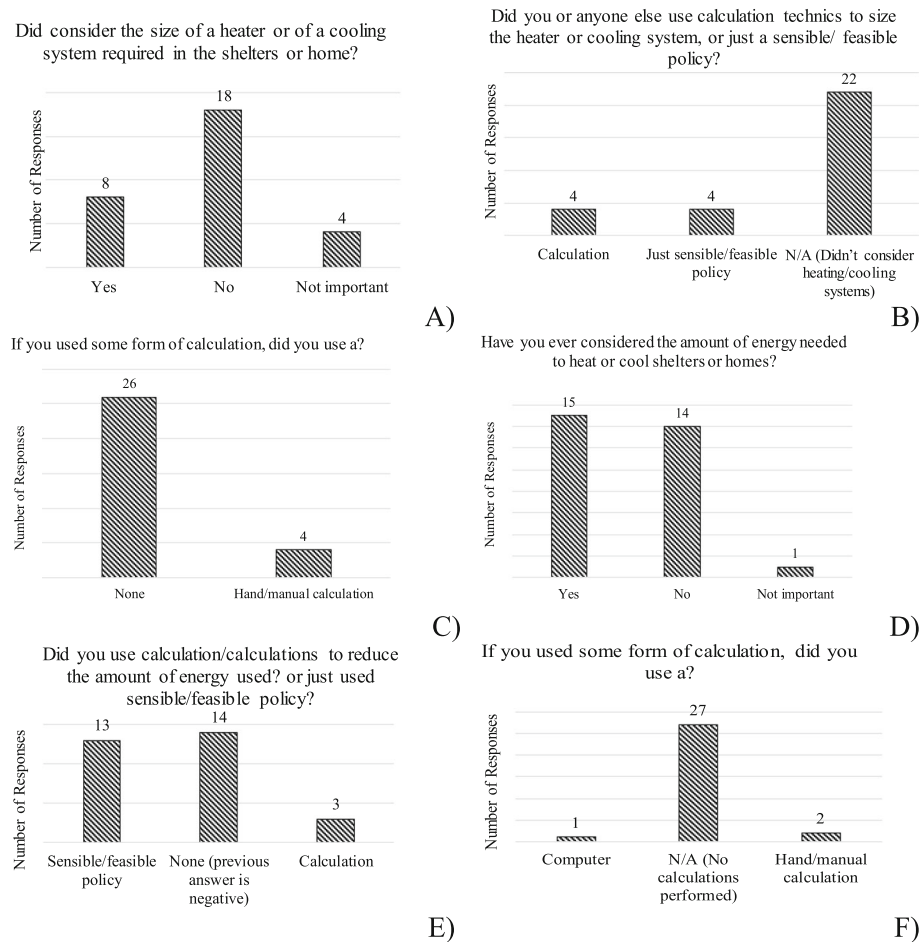 Did consider the size of a heater or of a cooling
system required in the shelters or home?
Number of Responses
8
18
4
Yes
No
Not important
A)
Did you or anyone else use calculation technics to size
the heater or cooling system, or just a sensible/ feasible
policy?
Number of Responses
4
4
22
Calculation
Just sensible/feasible
policy
N/A (Didn't consider
heating/cooling
systems)
B)
If you used some form of calculation, did you use a?
Number of Responses
26
4
None
Hand/manual calculation
C)
Have you ever considered the amount of energy needed
to heat or cool shelters or homes?
Number of Responses
15
14
1
Yes
No
Not important
D)
Did you use calculation/calculations to reduce
the amount of energy used? or just used
sensible/feasible policy?
Number of Responses
13
14
3
Sensible/feasible
policy
None (previous
answer is
negative)
Calculation
E)
If you used some form of calculation, did you
use a?
Number of Responses
1
27
2
Computer
N/A (No
calculations
performed)
Hand/manual
calculation
F)